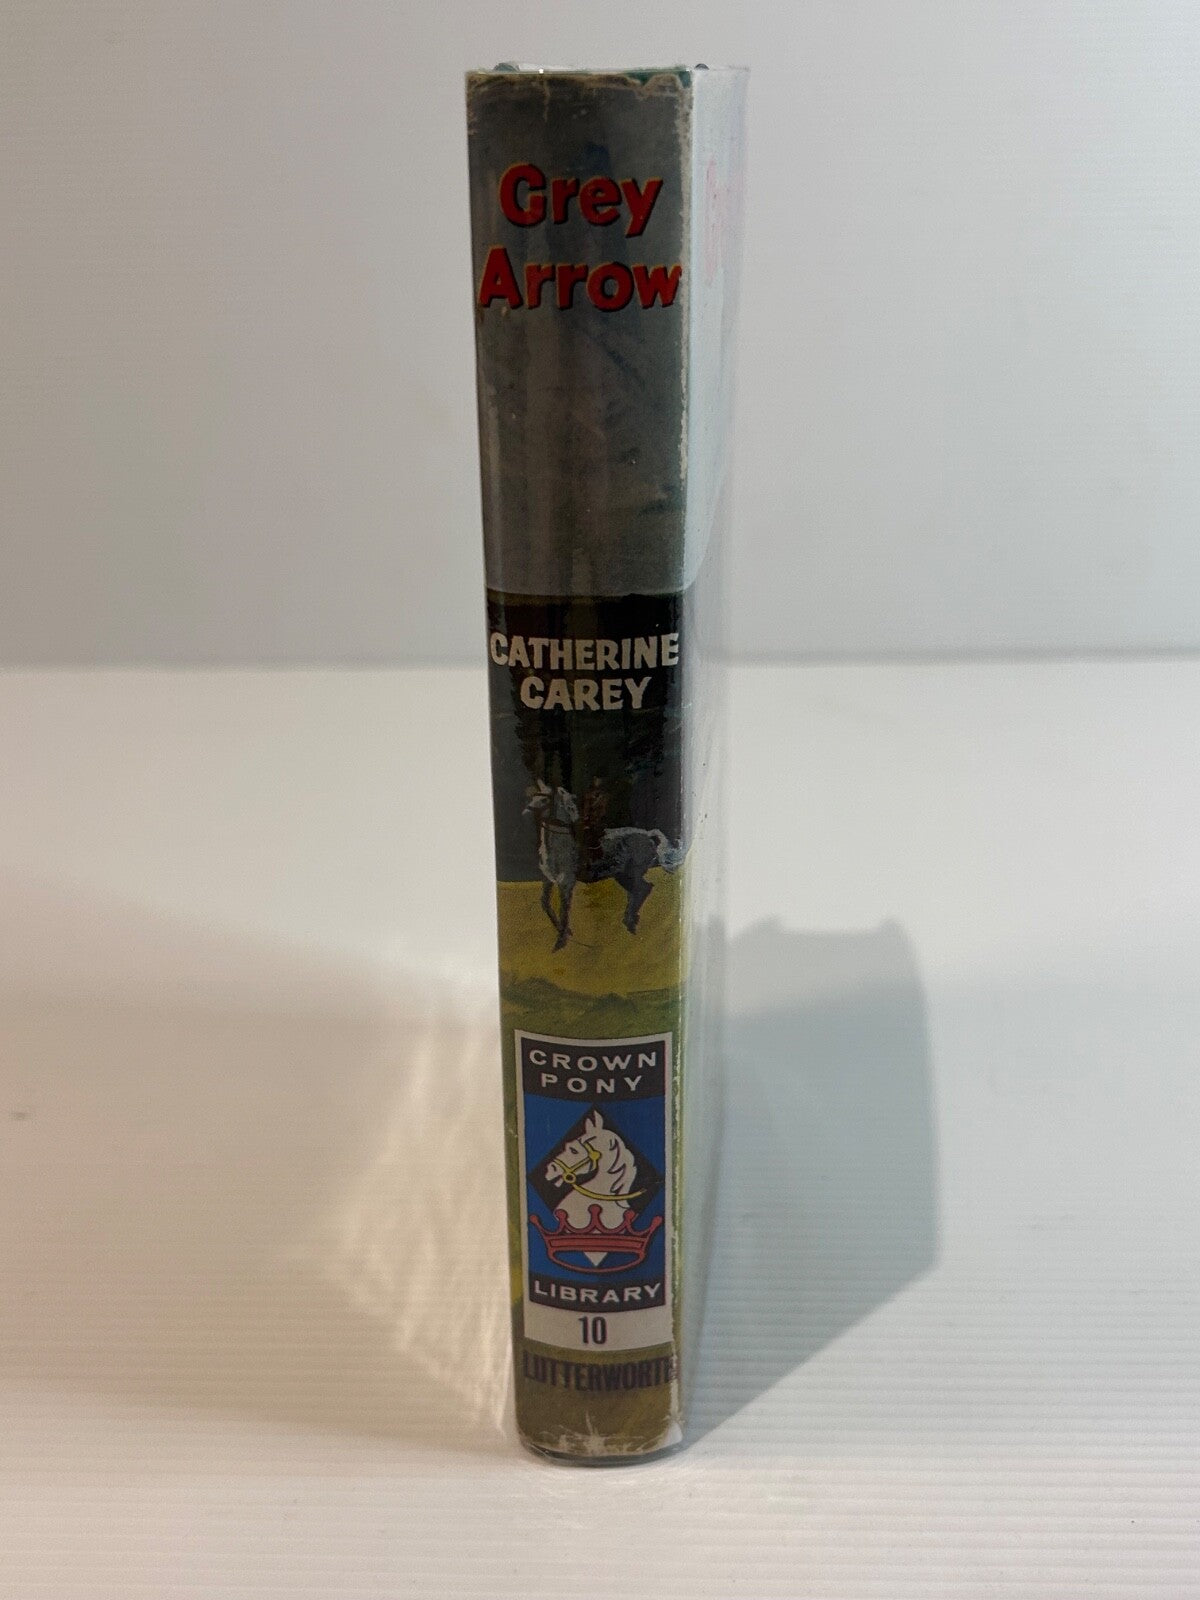 Grey
Arrow
CATHERINE
CAREY
CROWN
PONY
LIBRARY
10
LUTTERWORTH